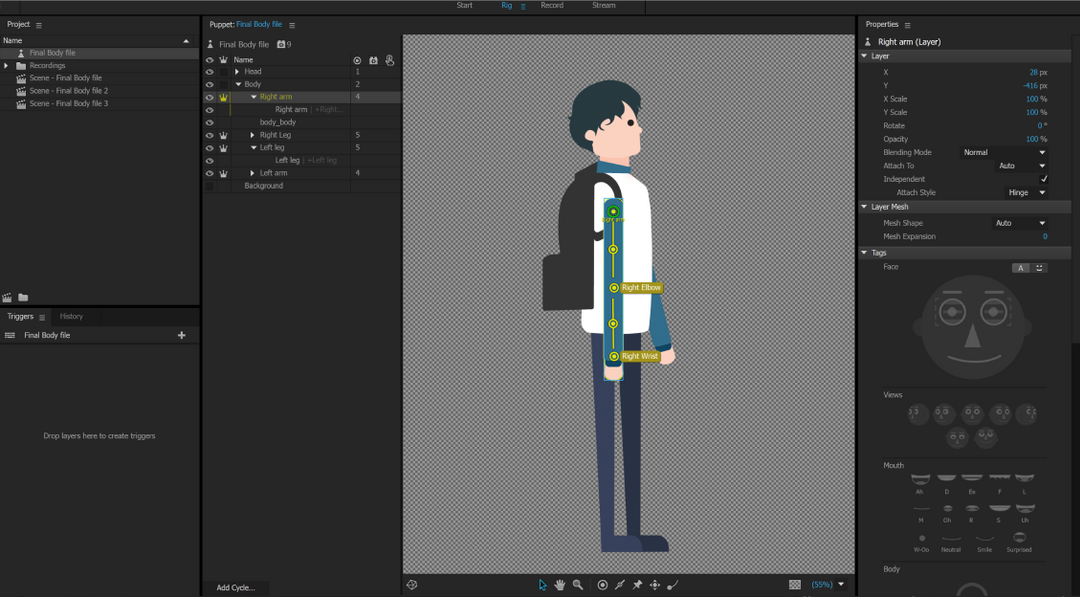 Start Rig Record Stream
Project
Name
Final Body file
Recordings
Scene - Final Body file
Scene - Final Body file 2
Scene - Final Body file 3
Triggers History
Final Body file
Drop layers here to create triggers
Puppet: Final Body file
Final Body file 9
Name
Head 1
Body 2
Right arm 4
Right arm | +Right...
body_body
Right Leg 5
Left leg 5
Left leg | +Left leg
Left arm 4
Background
Add Cycle...
Right arm
Right Elbow
Right Wrist
(55%)
Properties
Right arm (Layer)
Layer
X 28 px
Y -416 px
X Scale 100 %
Y Scale 100 %
Rotate 0 °
Opacity 100 %
Blending Mode Normal
Attach To Auto
Independent
Attach Style Hinge
Layer Mesh
Mesh Shape Auto
Mesh Expansion 0
Tags
Face A
Views
Mouth
Ah D Ee F L
M Oh R S Uh
W-Oo Neutral Smile Surprised
Body